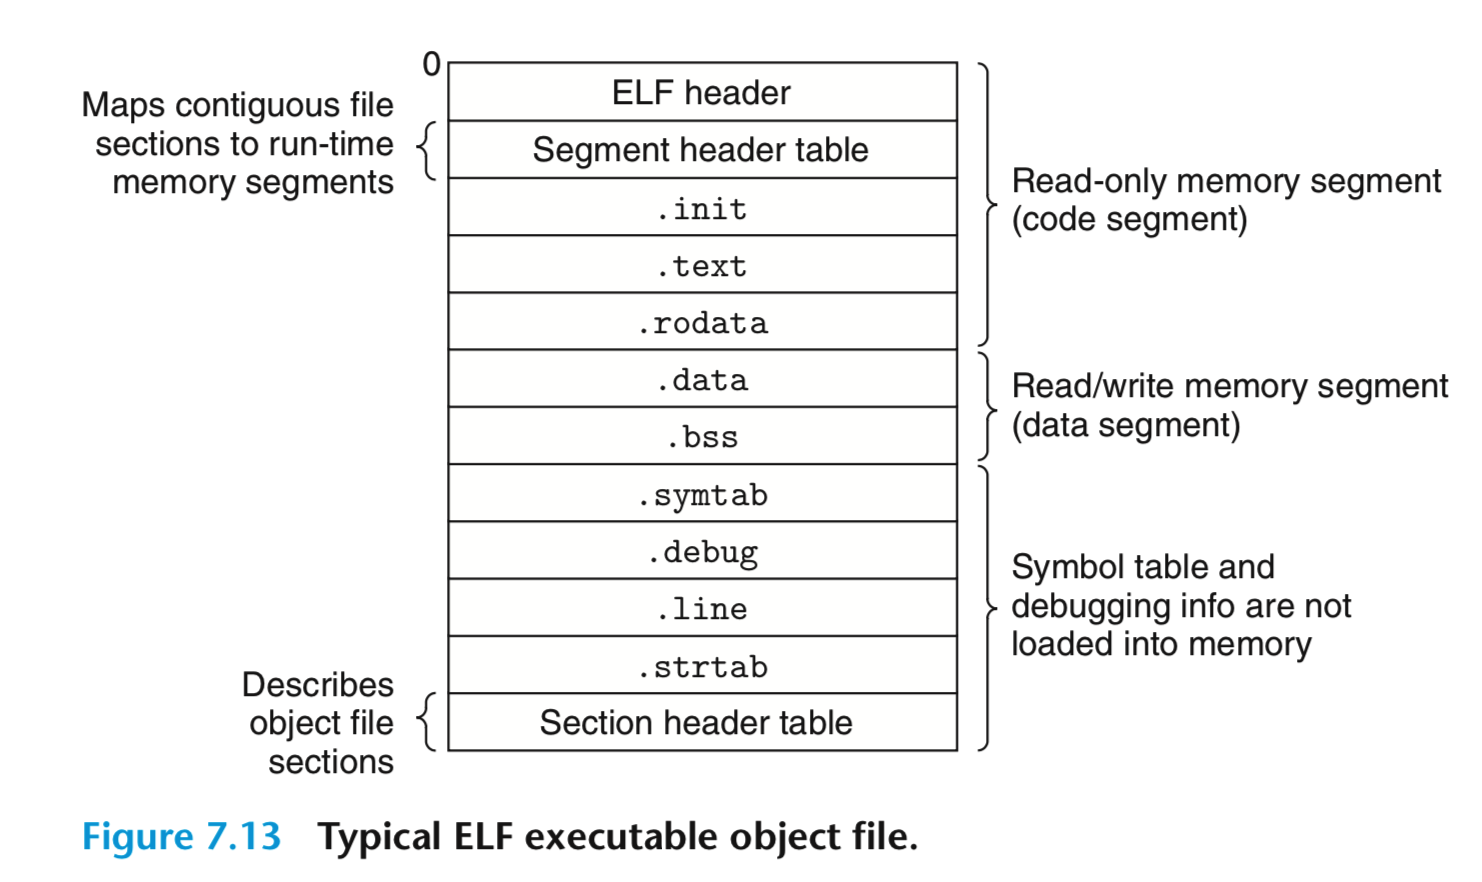 0
ELF header
Maps contiguous file
sections to run-time
memory segments
Segment header table
.init
.text
.rodata
Read-only memory segment
(code segment)
.data
.bss
Read/write memory segment
(data segment)
.symtab
.debug
.line
.strtab
Symbol table and
debugging info are not
loaded into memory
Describes
object file
sections
Section header table
Figure 7.13 Typical ELF executable object file.